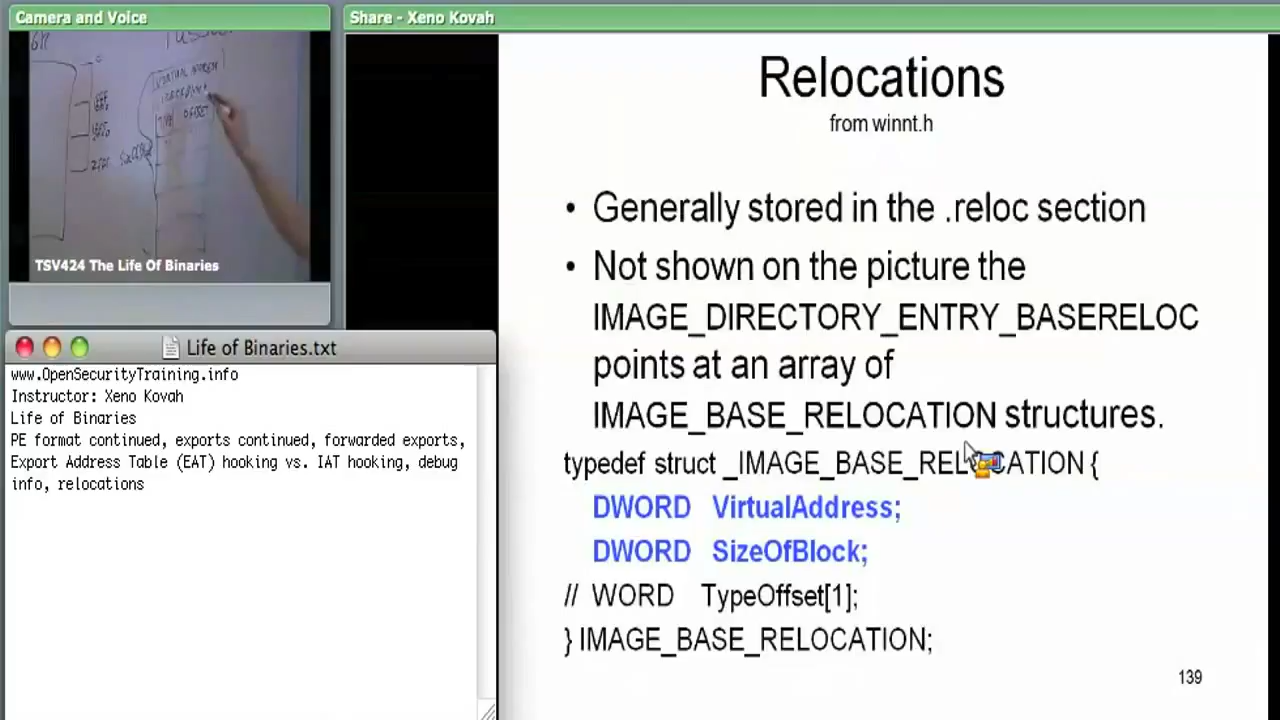 Camera and Voice
Share - Xeno Kovah
VIRTUAL ADDRESS
OFFSET
TSV424 The Life Of Binaries
Life of Binaries.txt
www.OpenSecurityTraining.info
Instructor: Xeno Kovah
Life of Binaries
PE format continued, exports continued, forwarded exports,
Export Address Table (EAT) hooking vs. IAT hooking, debug
info, relocations
Relocations
from winnt.h
• Generally stored in the .reloc section
• Not shown on the picture the
IMAGE_DIRECTORY_ENTRY_BASERELOC
points at an array of
IMAGE_BASE_RELOCATION structures.
typedef struct _IMAGE_BASE_RELOCATION {
DWORD VirtualAddress;
DWORD SizeOfBlock;
// WORD TypeOffset[1];
} IMAGE_BASE_RELOCATION;
139